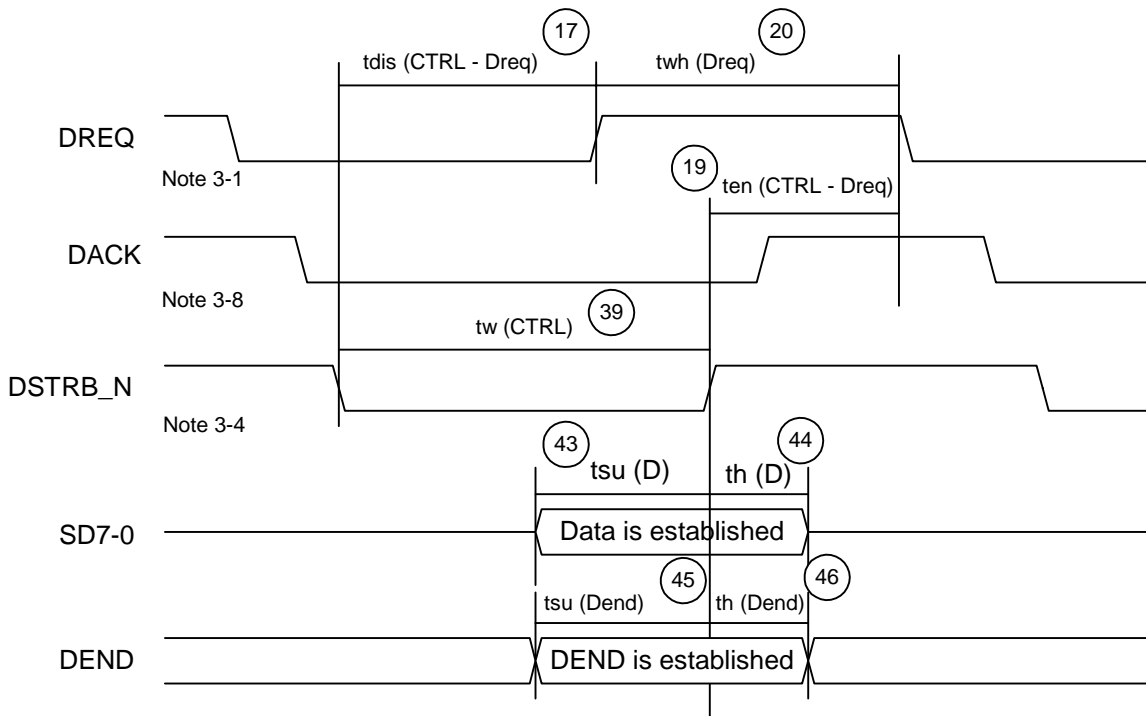 17
20
tdis (CTRL - Dreq)
twh (Dreq)
DREQ
Note 3-1
19
ten (CTRL - Dreq)
DACK
Note 3-8
39
tw (CTRL)
DSTRB_N
Note 3-4
43
44
tsu (D)
th (D)
SD7-0
Data is established
45
46
tsu (Dend)
th (Dend)
DEND
DEND is established